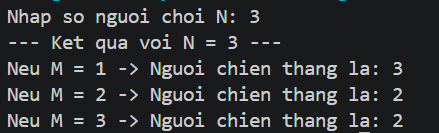 Nhap so nguoi choi N: 3
--- Ket qua voi N = 3 ---
Neu M = 1 -> Nguoi chien thang la: 3
Neu M = 2 -> Nguoi chien thang la: 2
Neu M = 3 -> Nguoi chien thang la: 2